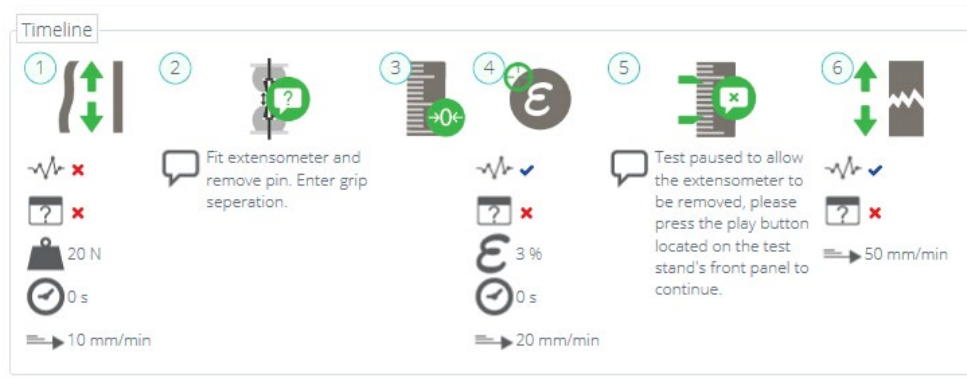 Timeline
1
2
3
4
5
6
?
→0←
ε
x
Fit extensometer and
remove pin. Enter grip
seperation.
Test paused to allow
the extensometer to
be removed, please
press the play button
located on the test
stand's front panel to
continue.
?
20 N
0 s
10 mm/min
?
ε 3 %
0 s
20 mm/min
?
50 mm/min